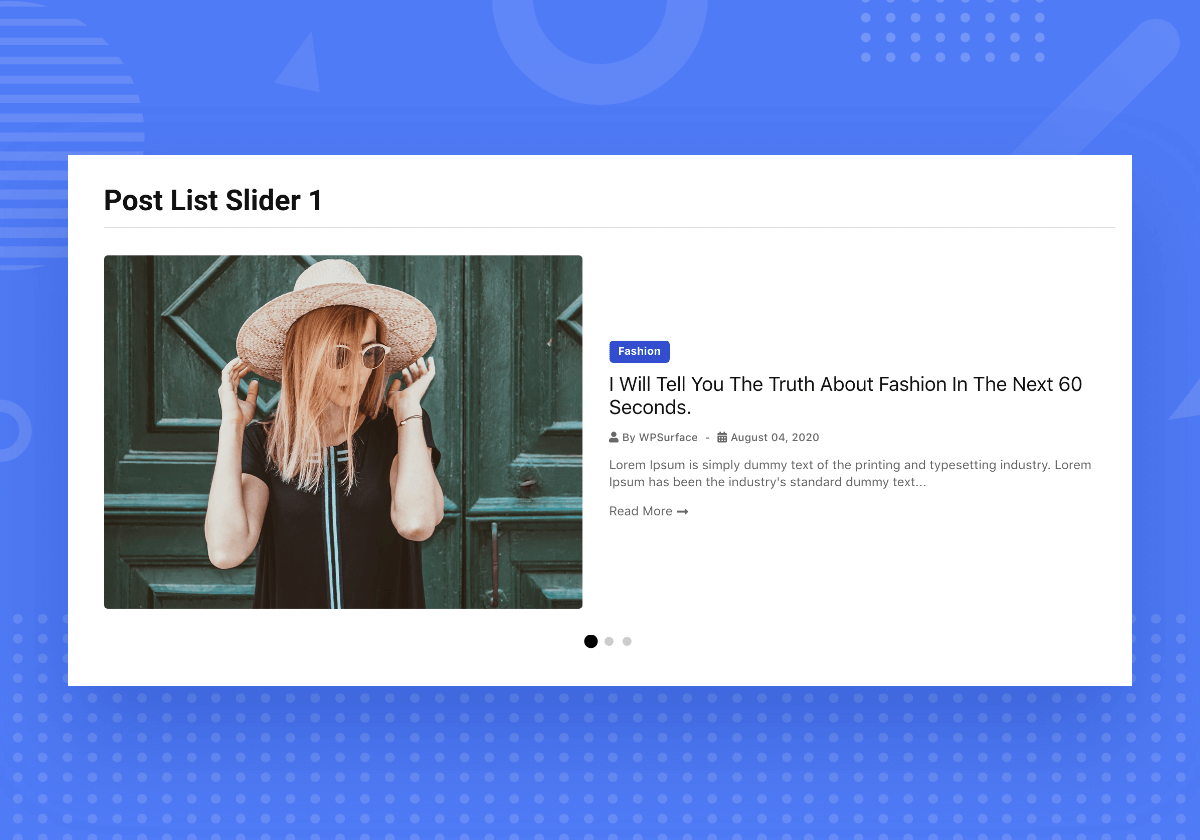 Post List Slider 1
Fashion
I Will Tell You The Truth About Fashion In The Next 60
Seconds.
By WPSurface - August 04, 2020
Lorem Ipsum is simply dummy text of the printing and typesetting industry. Lorem
Ipsum has been the industry's standard dummy text...
Read More